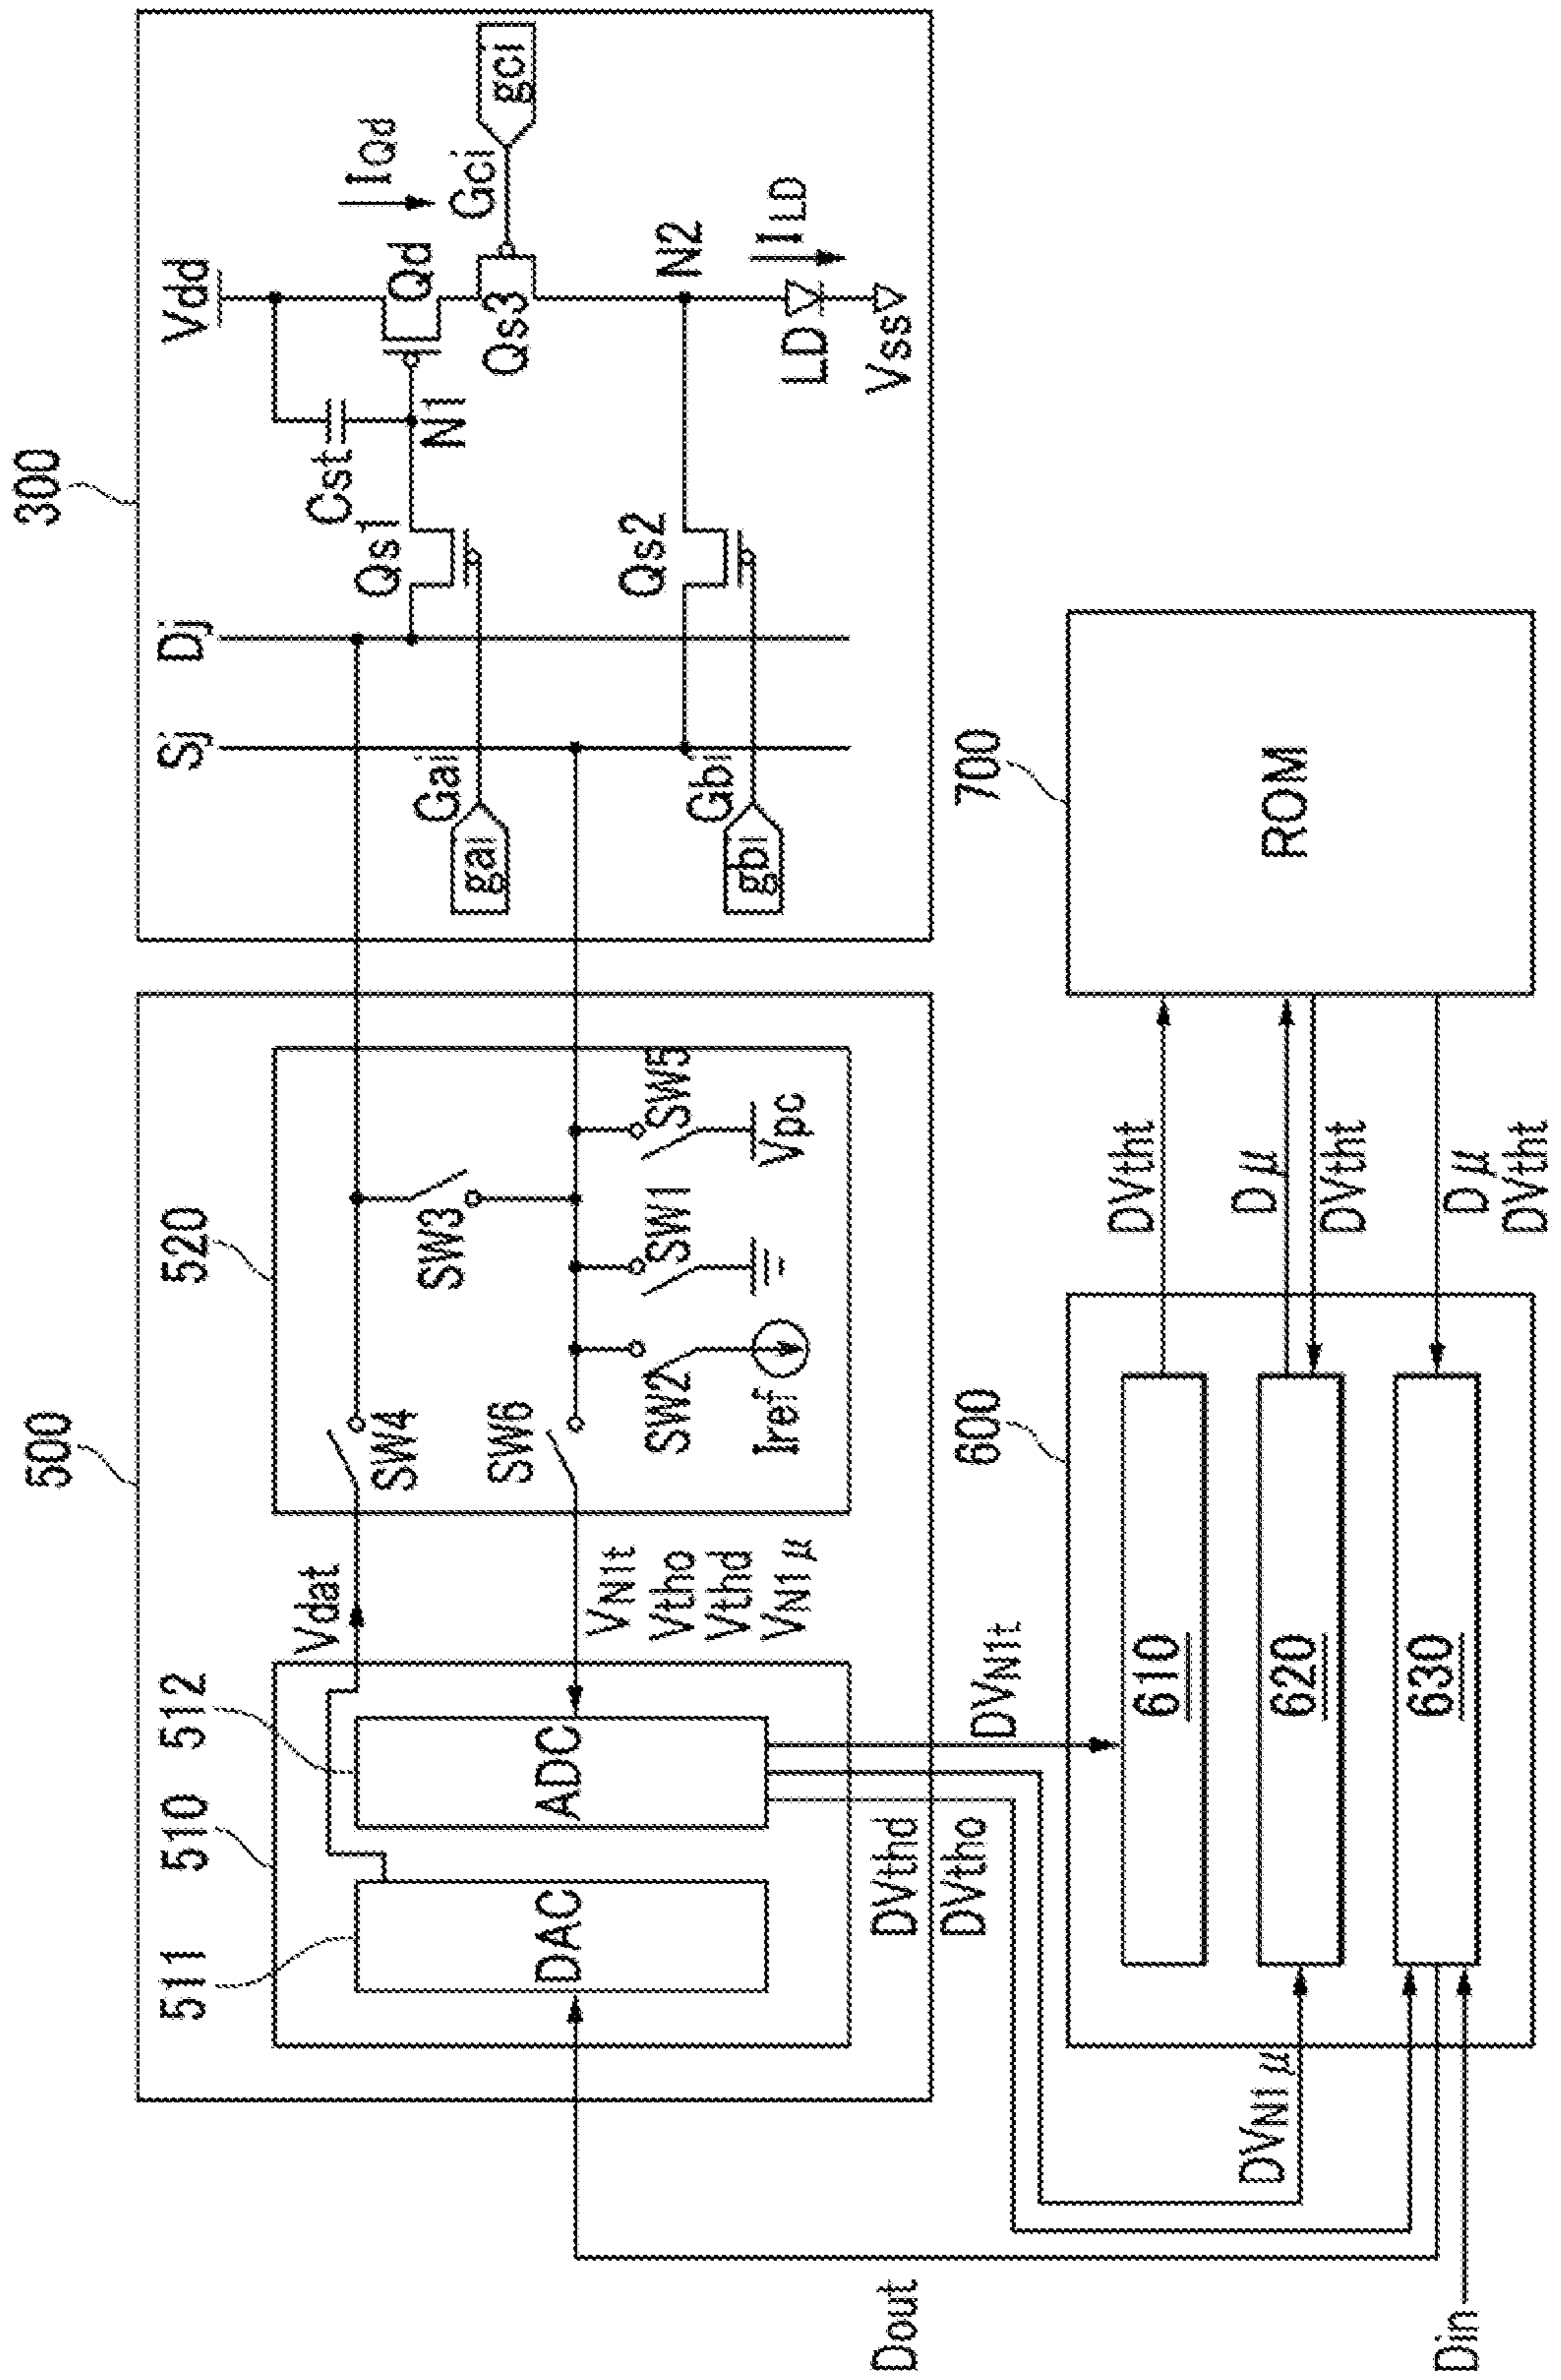 300
Vdd
IQd
Qd
Cst
N1
Gci
gci
Qs1
Qs3
Dj
Sj
Gai
gai
Qs2
N2
ILD
LD
Vss
Gbi
gbi
500
520
SW4
SW3
SW5
Vpc
SW1
SW2
Iref
SW6
Vdat
VN1t
Vtho
Vthd
VN1μ
510
512
511
ADC
DAC
DVthd
DVtho
DVN1t
DVN1μ
Dout
Din
600
610
620
630
DVtht
Dμ
DVtht
Dμ
DVtht
700
ROM